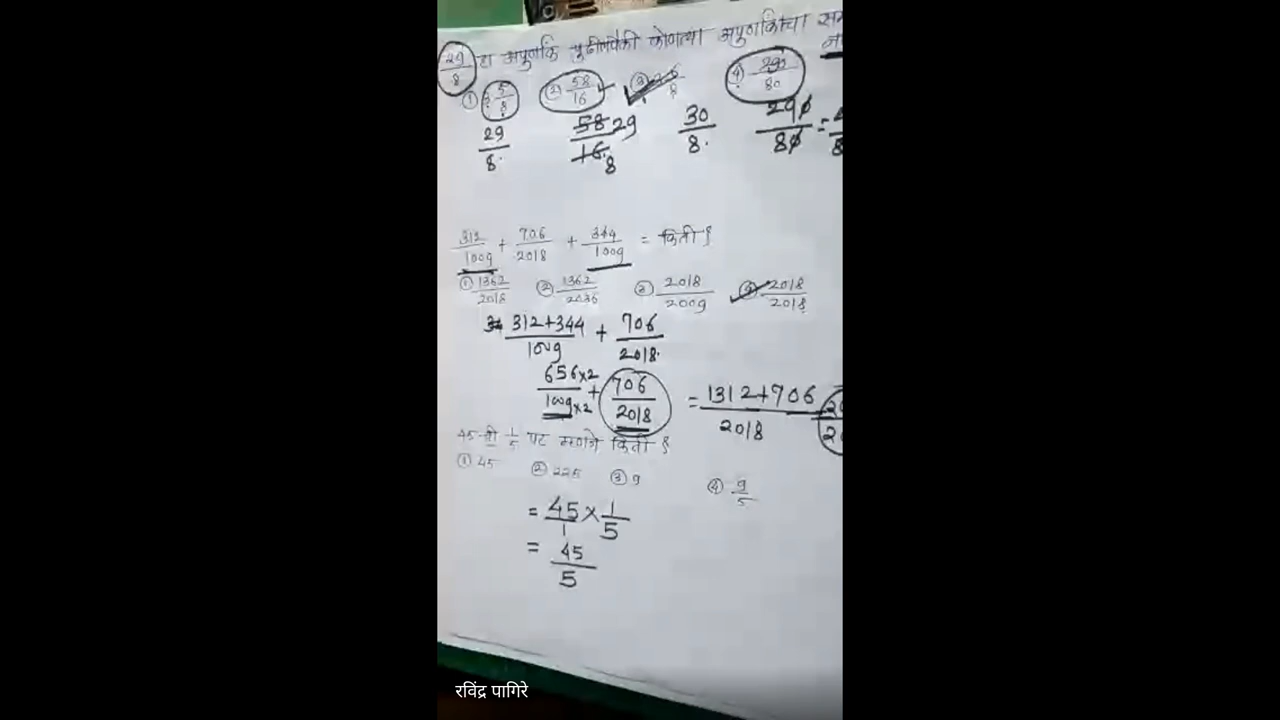 29/8 हा अपुर्णांक पुढीलपैकी कोणत्या अपुर्णांकाचा
① 3 5/8 ② 58/16 ③ ④ 290/80
29/8 58/16 29/8 30/8 290/80 =
312/1009 + 706/2018 + 344/1009 = किती ?
① 1362/2018 ② 1362/2036 ③ 2018/2009 ④ 2018/2018
312+344/1009 + 706/2018
656×2/1009×2 + 706/2018 = 1312+706/2018
45 ची 1/5 पट म्हणजे किती ?
① 45 ② 225 ③ 9 ④ 9/5
= 45/1 × 1/5
= 45/5
रविंद्र पागिरे